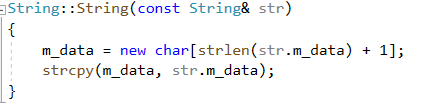 String::String(const String& str)
{
    m_data = new char[strlen(str.m_data) + 1];
    strcpy(m_data, str.m_data);
}